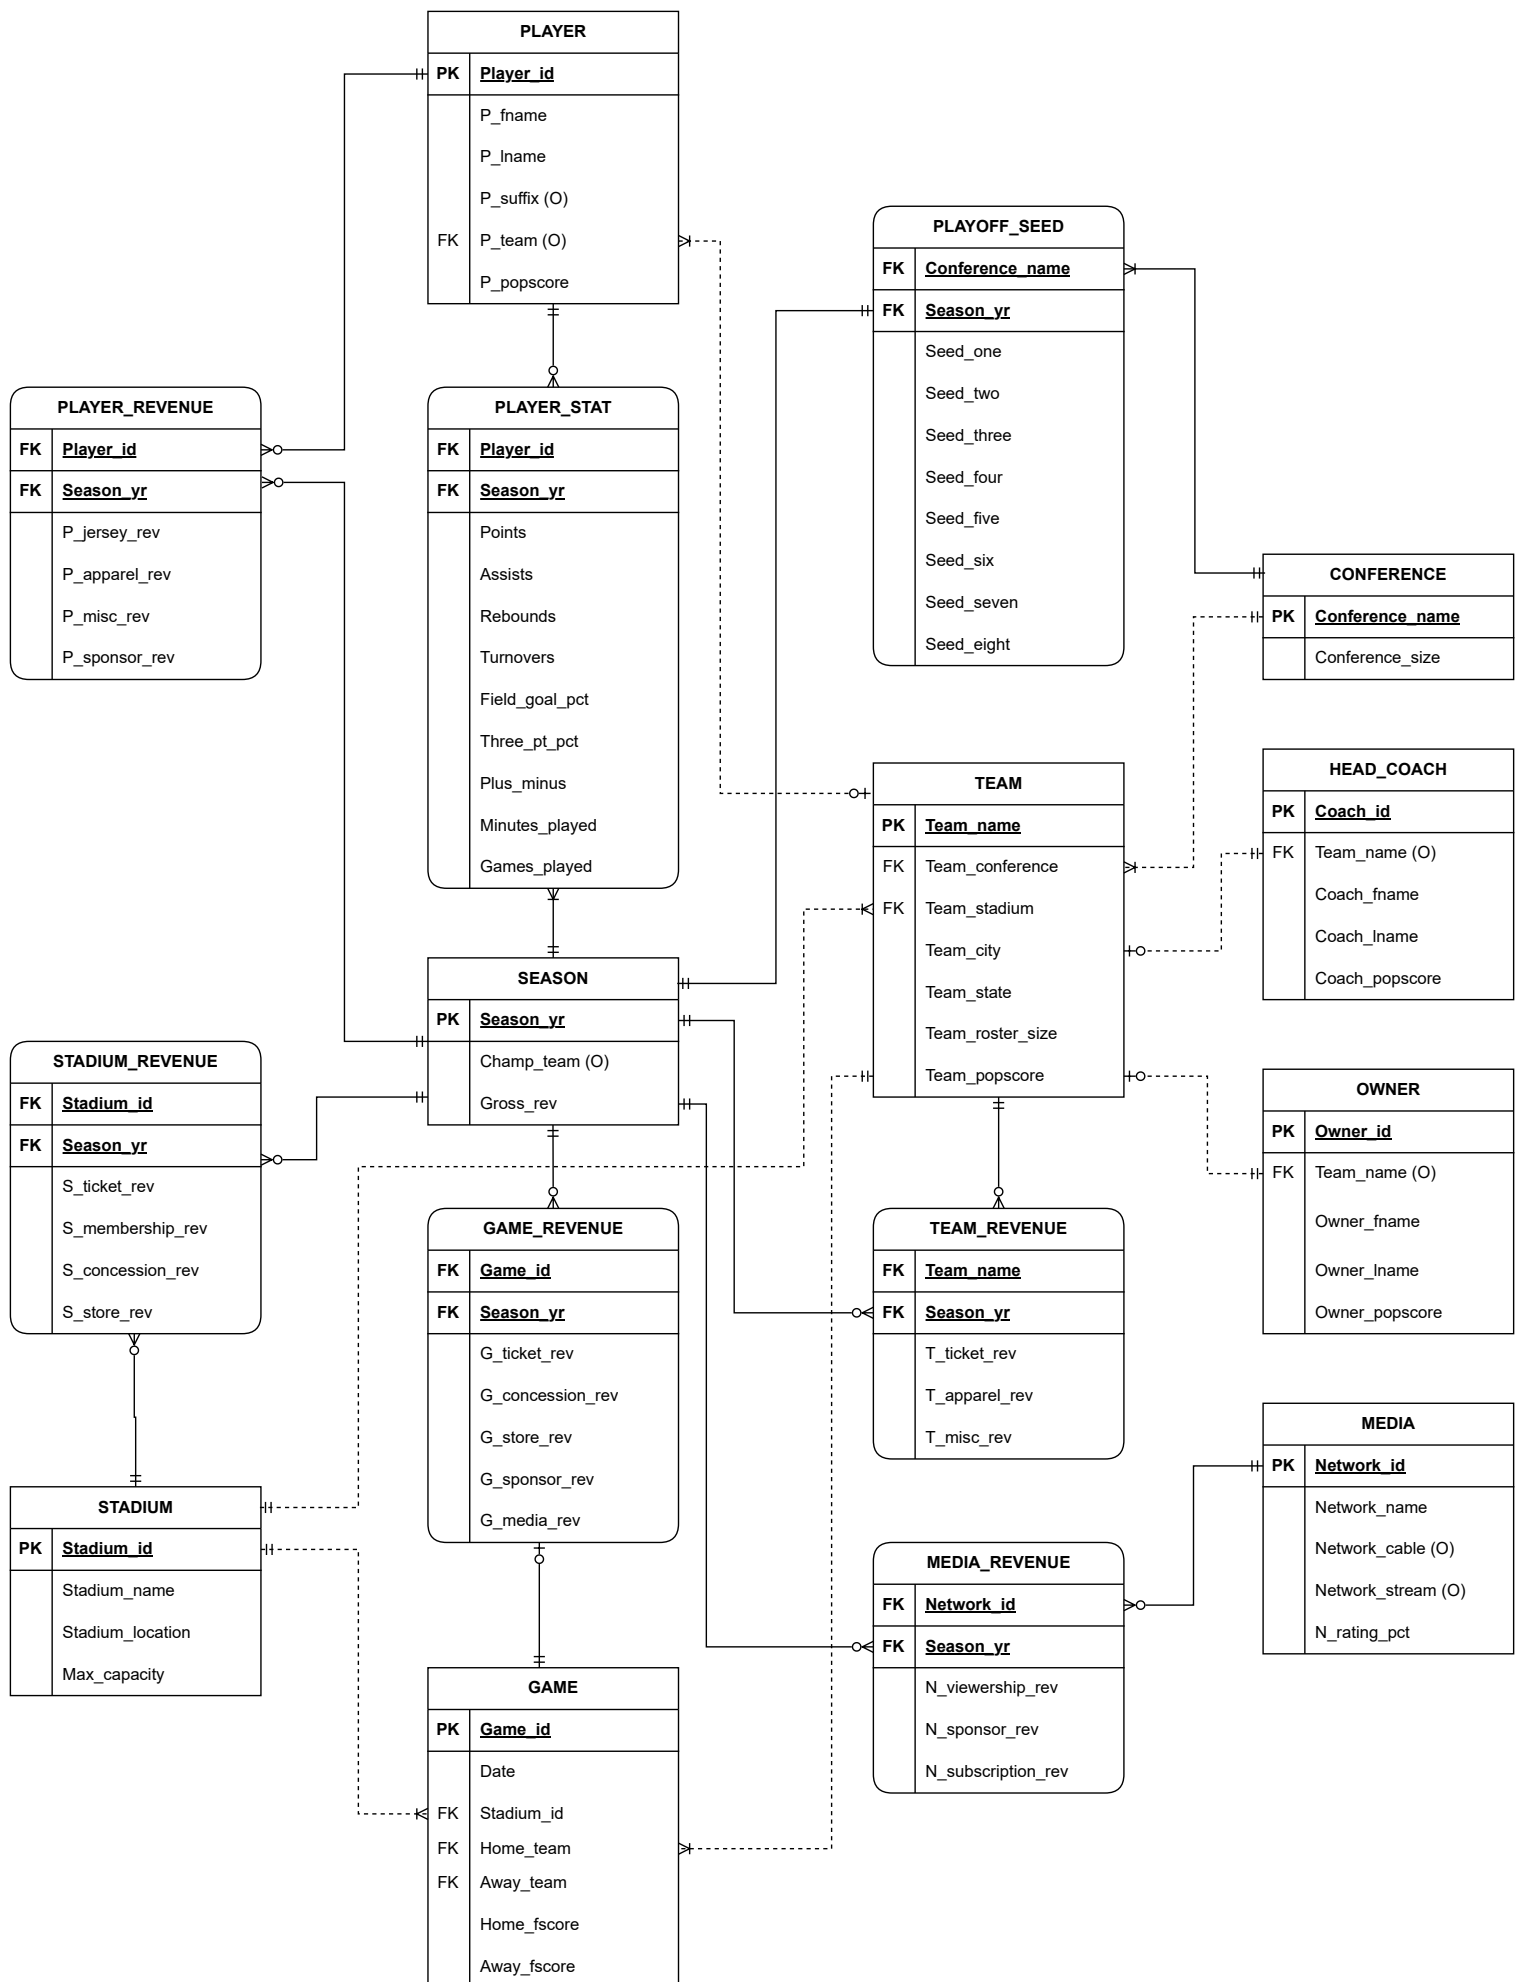 PLAYER
PK Player_id
P_fname
P_lname
P_suffix (O)
FK P_team (O)
P_popscore
PLAYOFF_SEED
FK Conference_name
FK Season_yr
Seed_one
Seed_two
Seed_three
Seed_four
Seed_five
Seed_six
Seed_seven
Seed_eight
PLAYER_REVENUE
FK Player_id
FK Season_yr
P_jersey_rev
P_apparel_rev
P_misc_rev
P_sponsor_rev
PLAYER_STAT
FK Player_id
FK Season_yr
Points
Assists
Rebounds
Turnovers
Field_goal_pct
Three_pt_pct
Plus_minus
Minutes_played
Games_played
CONFERENCE
PK Conference_name
Conference_size
TEAM
PK Team_name
FK Team_conference
FK Team_stadium
Team_city
Team_state
Team_roster_size
Team_popscore
HEAD_COACH
PK Coach_id
FK Team_name (O)
Coach_fname
Coach_lname
Coach_popscore
SEASON
PK Season_yr
Champ_team (O)
Gross_rev
STADIUM_REVENUE
FK Stadium_id
FK Season_yr
S_ticket_rev
S_membership_rev
S_concession_rev
S_store_rev
OWNER
PK Owner_id
FK Team_name (O)
Owner_fname
Owner_lname
Owner_popscore
GAME_REVENUE
FK Game_id
FK Season_yr
G_ticket_rev
G_concession_rev
G_store_rev
G_sponsor_rev
G_media_rev
TEAM_REVENUE
FK Team_name
FK Season_yr
T_ticket_rev
T_apparel_rev
T_misc_rev
MEDIA
PK Network_id
Network_name
Network_cable (O)
Network_stream (O)
N_rating_pct
STADIUM
PK Stadium_id
Stadium_name
Stadium_location
Max_capacity
MEDIA_REVENUE
FK Network_id
FK Season_yr
N_viewership_rev
N_sponsor_rev
N_subscription_rev
GAME
PK Game_id
Date
FK Stadium_id
FK Home_team
FK Away_team
Home_fscore
Away_fscore